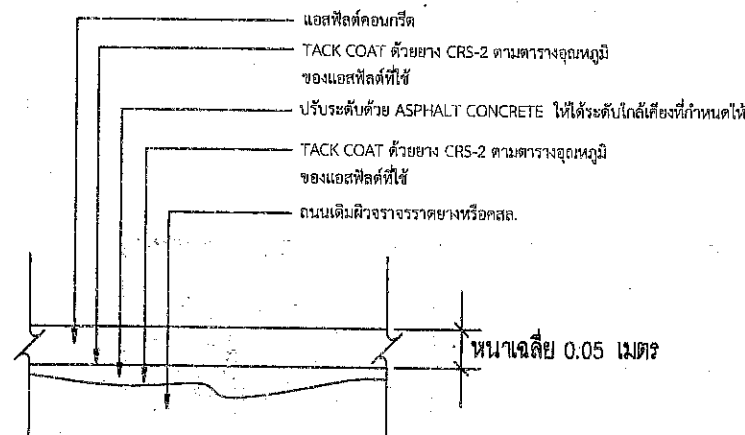 แอสฟัลต์คอนกรีต
TACK COAT ด้วยยาง CRS-2 ตามตารางอุณหภูมิ
ของแอสฟัลต์ที่ใช้
ปรับระดับด้วย ASPHALT CONCRETE ให้ได้ระดับใกล้เคียงที่กำหนดให้
TACK COAT ด้วยยาง CRS-2 ตามตารางอุณหภูมิ
ของแอสฟัลต์ที่ใช้
ถนนเดิมผิวจราจรราดยางหรือคสล.
หนาเฉลี่ย 0.05 เมตร